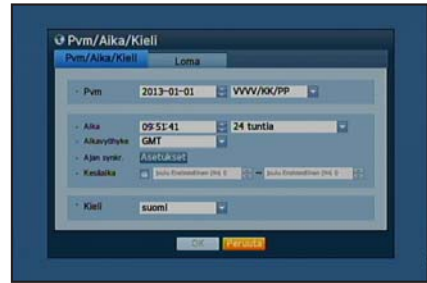 Pvm/Aika/Kieli
Pvm/Aika/Kieli Loma
Pvm 2013-01-01 VVVV/KK/PP
Aika 09:51:41 24 tuntia
Aikavyöhyke GMT
Ajan synkr. Asetukset
Kesäaika
Kieli suomi
OK Peruuta